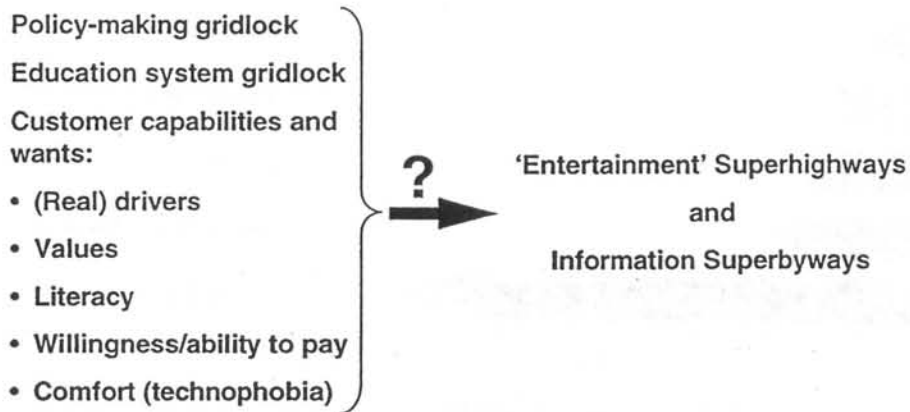 Policy-making gridlock
Education system gridlock
Customer capabilities and
wants:
• (Real) drivers
• Values
• Literacy
• Willingness/ability to pay
• Comfort (technophobia)
?
‘Entertainment’ Superhighways
and
Information Superbyways